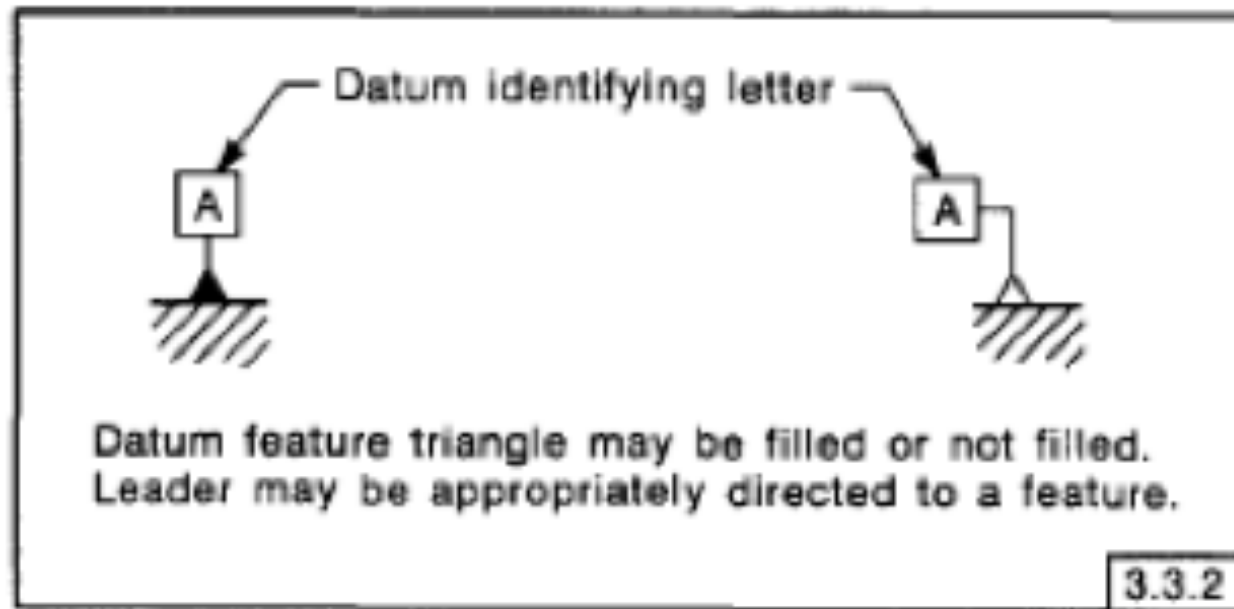 Datum identifying letter
A
A
Datum feature triangle may be filled or not filled.
Leader may be appropriately directed to a feature.
3.3.2